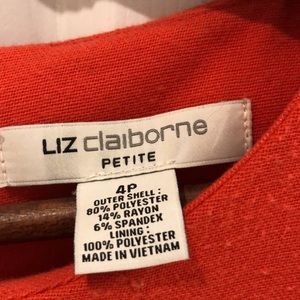 LIZ claiborne
PETITE
4P
OUTER SHELL :
80% POLYESTER
14% RAYON
6% SPANDEX
LINING :
100% POLYESTER
MADE IN VIETNAM